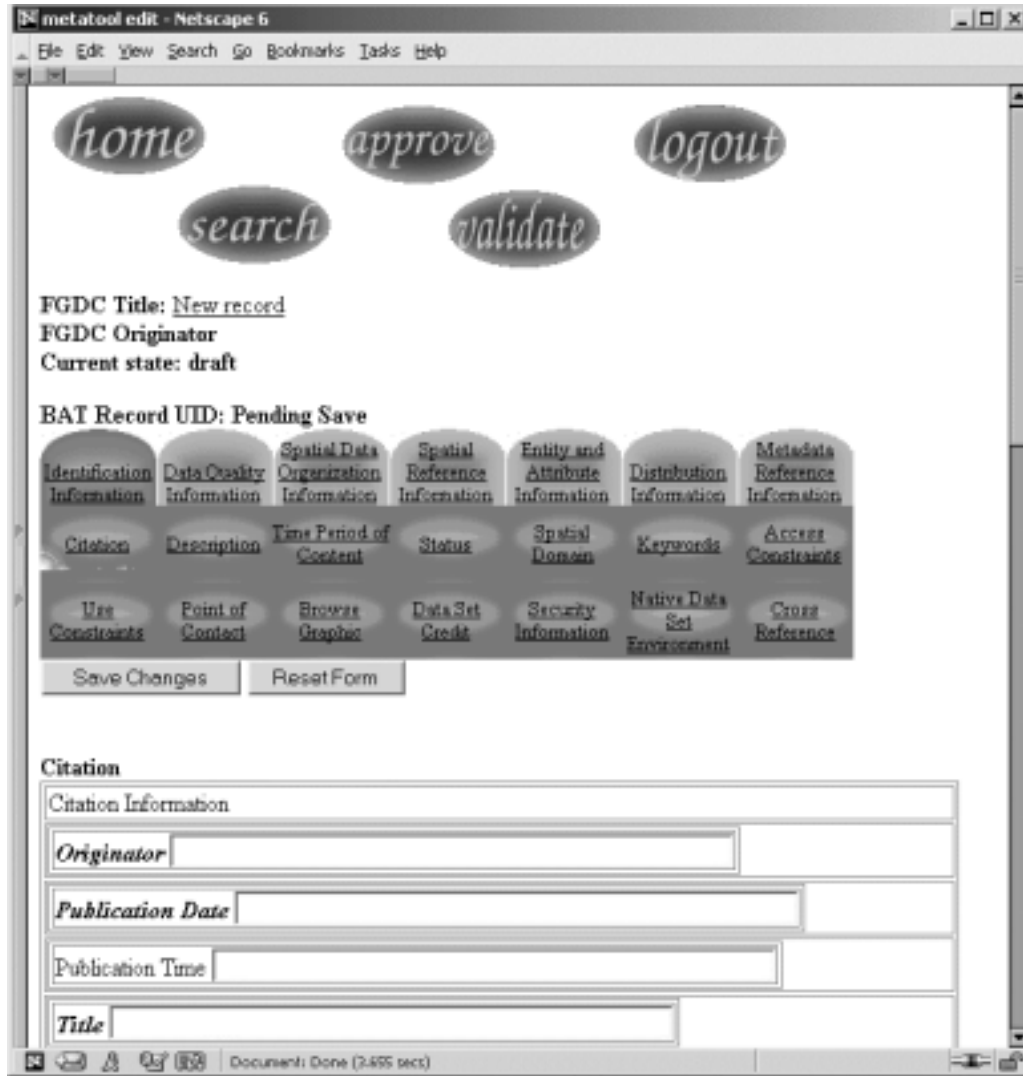 metatool edit - Netscape 6
File Edit View Search Go Bookmarks Tasks Help
home approve logout
search validate
FGDC Title: New record
FGDC Originator
Current state: draft
BAT Record UID: Pending Save
Identification Information
Data Quality Information
Spatial Data Organization Information
Spatial Reference Information
Entity and Attribute Information
Distribution Information
Metadata Reference Information
Citation
Description
Time Period of Content
Status
Spatial Domain
Keywords
Access Constraints
Use Constraints
Point of Contact
Browse Graphic
Data Set Credit
Security Information
Native Data Set Environment
Cross Reference
Save Changes Reset Form
Citation
Citation Information
Originator
Publication Date
Publication Time
Title
Document: Done (3.655 secs)